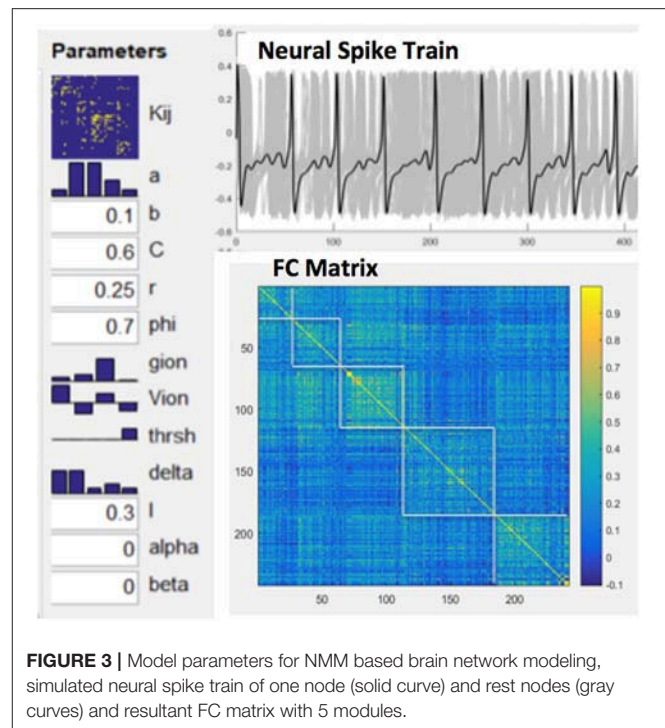 Parameters
Kij
a
0.1 b
0.6 C
0.25 r
0.7 phi
gion
Vion
thrsh
delta
0.3 I
0 alpha
0 beta
Neural Spike Train
0.6
0.4
0.2
0
-0.2
-0.4
-0.6
0 100 200 300 400
FC Matrix
50
100
150
200
50 100 150 200
0.9
0.8
0.7
0.6
0.5
0.4
0.3
0.2
0.1
0
-0.1
FIGURE 3 | Model parameters for NMM based brain network modeling,
simulated neural spike train of one node (solid curve) and rest nodes (gray
curves) and resultant FC matrix with 5 modules.